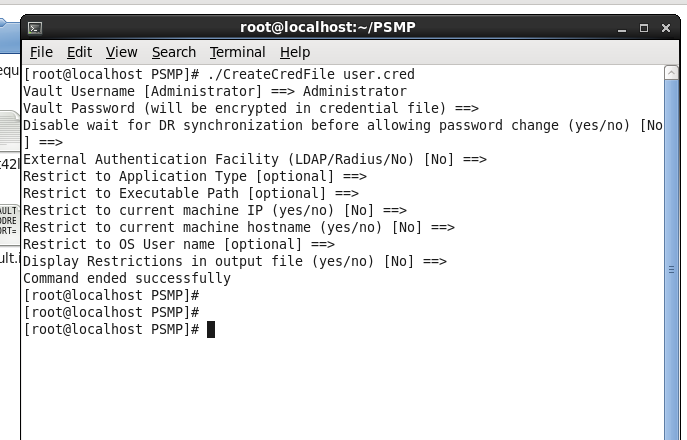 root@localhost:~/PSMP
File Edit View Search Terminal Help
[root@localhost PSMP]# ./CreateCredFile user.cred
Vault Username [Administrator] ==> Administrator
Vault Password (will be encrypted in credential file) ==>
Disable wait for DR synchronization before allowing password change (yes/no) [No
] ==>
External Authentication Facility (LDAP/Radius/No) [No] ==>
Restrict to Application Type [optional] ==>
Restrict to Executable Path [optional] ==>
Restrict to current machine IP (yes/no) [No] ==>
Restrict to current machine hostname (yes/no) [No] ==>
Restrict to OS User name [optional] ==>
Display Restrictions in output file (yes/no) [No] ==>
Command ended successfully
[root@localhost PSMP]#
[root@localhost PSMP]#
[root@localhost PSMP]#